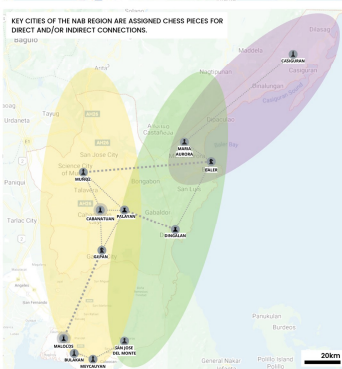 KEY CITIES OF THE NAB REGION ARE ASSIGNED CHESS PIECES FOR
DIRECT AND/OR INDIRECT CONNECTIONS.
Baguio
Dinalag
Maddela
CASIGURAN
Casiguran
Nagtipunan
Dinalungan
Tayug
Urdaneta
MARIA
AURORA
San Jose City
BALER
Science City
of Muñoz
MUÑOZ
Bongabon
San Luis
Paniqui
Talavera
Tarlac City
CABANATUAN
PALAYAN
Gabaldon
DINGALAN
GAPAN
MALOLOS
SAN JOSE
DEL MONTE
BULAKAN
MEYCAUYAN
Panukulan
Burdeos
General Nakar
Polillo Island
20km